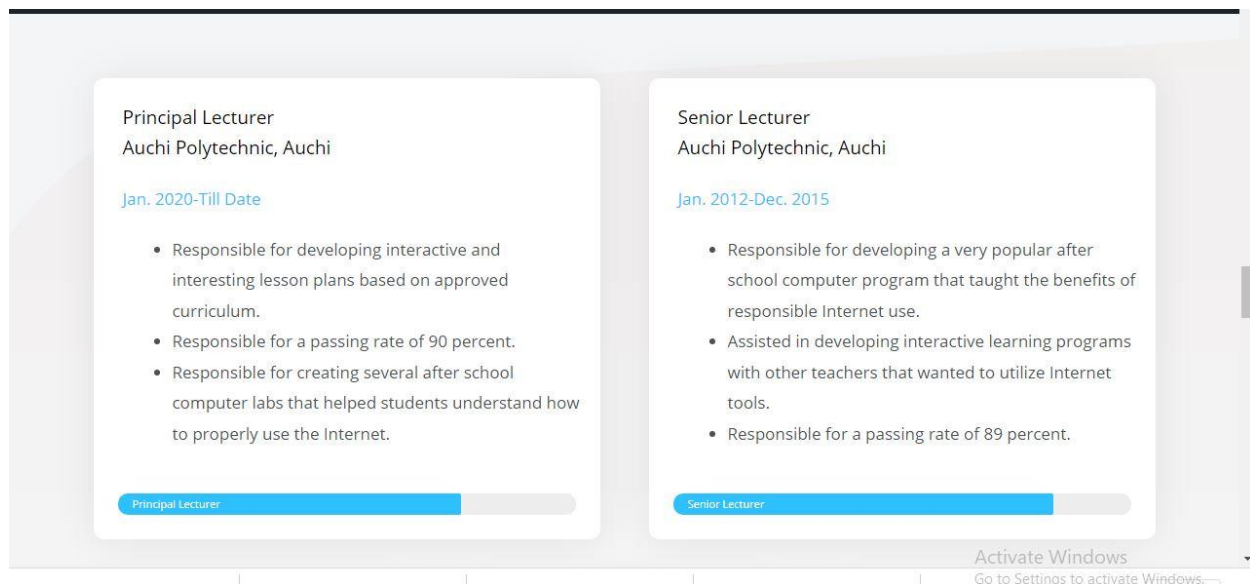 Principal Lecturer
Auchi Polytechnic, Auchi
Jan. 2020-Till Date
• Responsible for developing interactive and
interesting lesson plans based on approved
curriculum.
• Responsible for a passing rate of 90 percent.
• Responsible for creating several after school
computer labs that helped students understand how
to properly use the Internet.
Principal Lecturer
Senior Lecturer
Auchi Polytechnic, Auchi
Jan. 2012-Dec. 2015
• Responsible for developing a very popular after
school computer program that taught the benefits of
responsible Internet use.
• Assisted in developing interactive learning programs
with other teachers that wanted to utilize Internet
tools.
• Responsible for a passing rate of 89 percent.
Senior Lecturer
Activate Windows
Go to Settings to activate Windows.